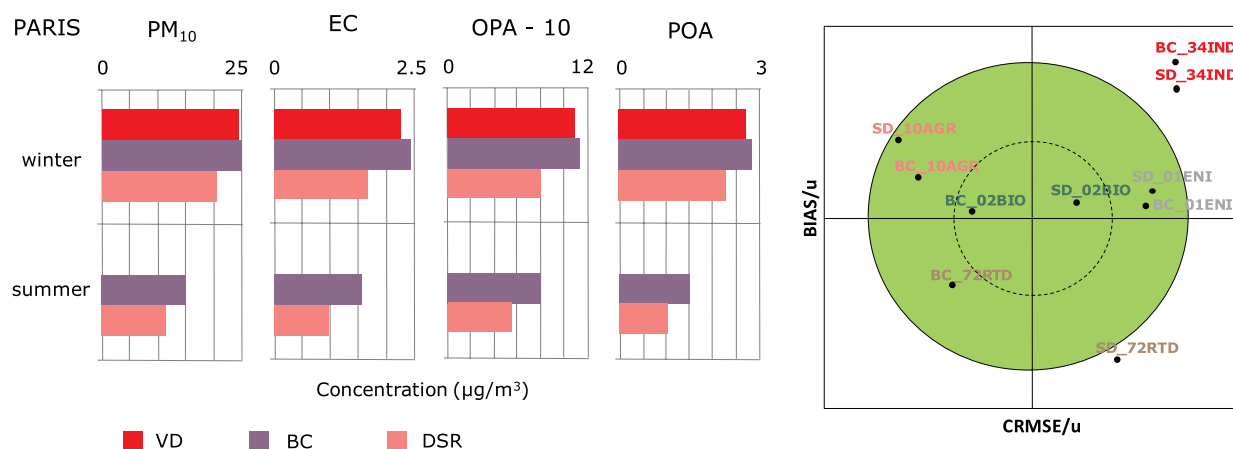 PARIS
PM10
EC
OPA - 10
POA
0 25
0 2.5
0 12
0 3
winter
summer
Concentration (µg/m³)
VD
BC
DSR
BC_34IND
SD_34IND
SD_10AGR
BC_10AGR
SD_01ENI
SD_02BIO
BC_02BIO
BC_01ENI
BC_72RTD
SD_72RTD
BIAS/u
CRMSE/u